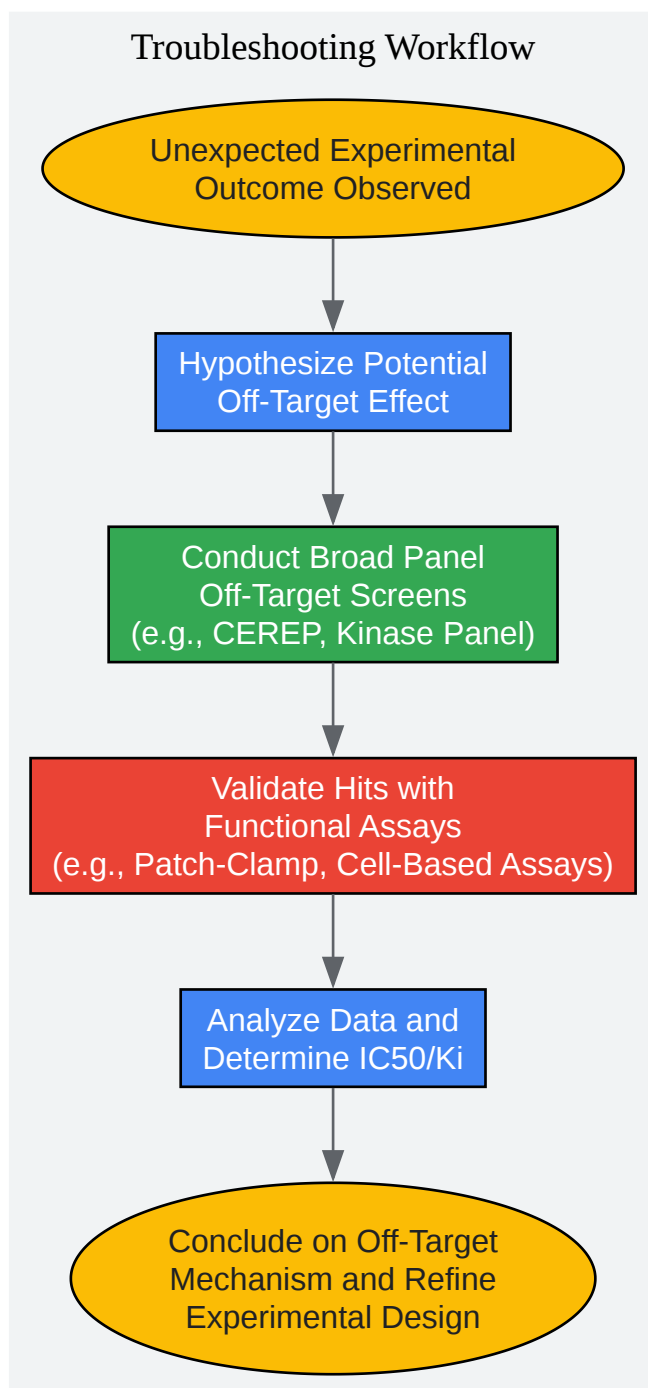 Troubleshooting Workflow
Unexpected Experimental
Outcome Observed
Hypothesize Potential
Off-Target Effect
Conduct Broad Panel
Off-Target Screens
(e.g., CEREP, Kinase Panel)
Validate Hits with
Functional Assays
(e.g., Patch-Clamp, Cell-Based Assays)
Analyze Data and
Determine IC50/Ki
Conclude on Off-Target
Mechanism and Refine
Experimental Design